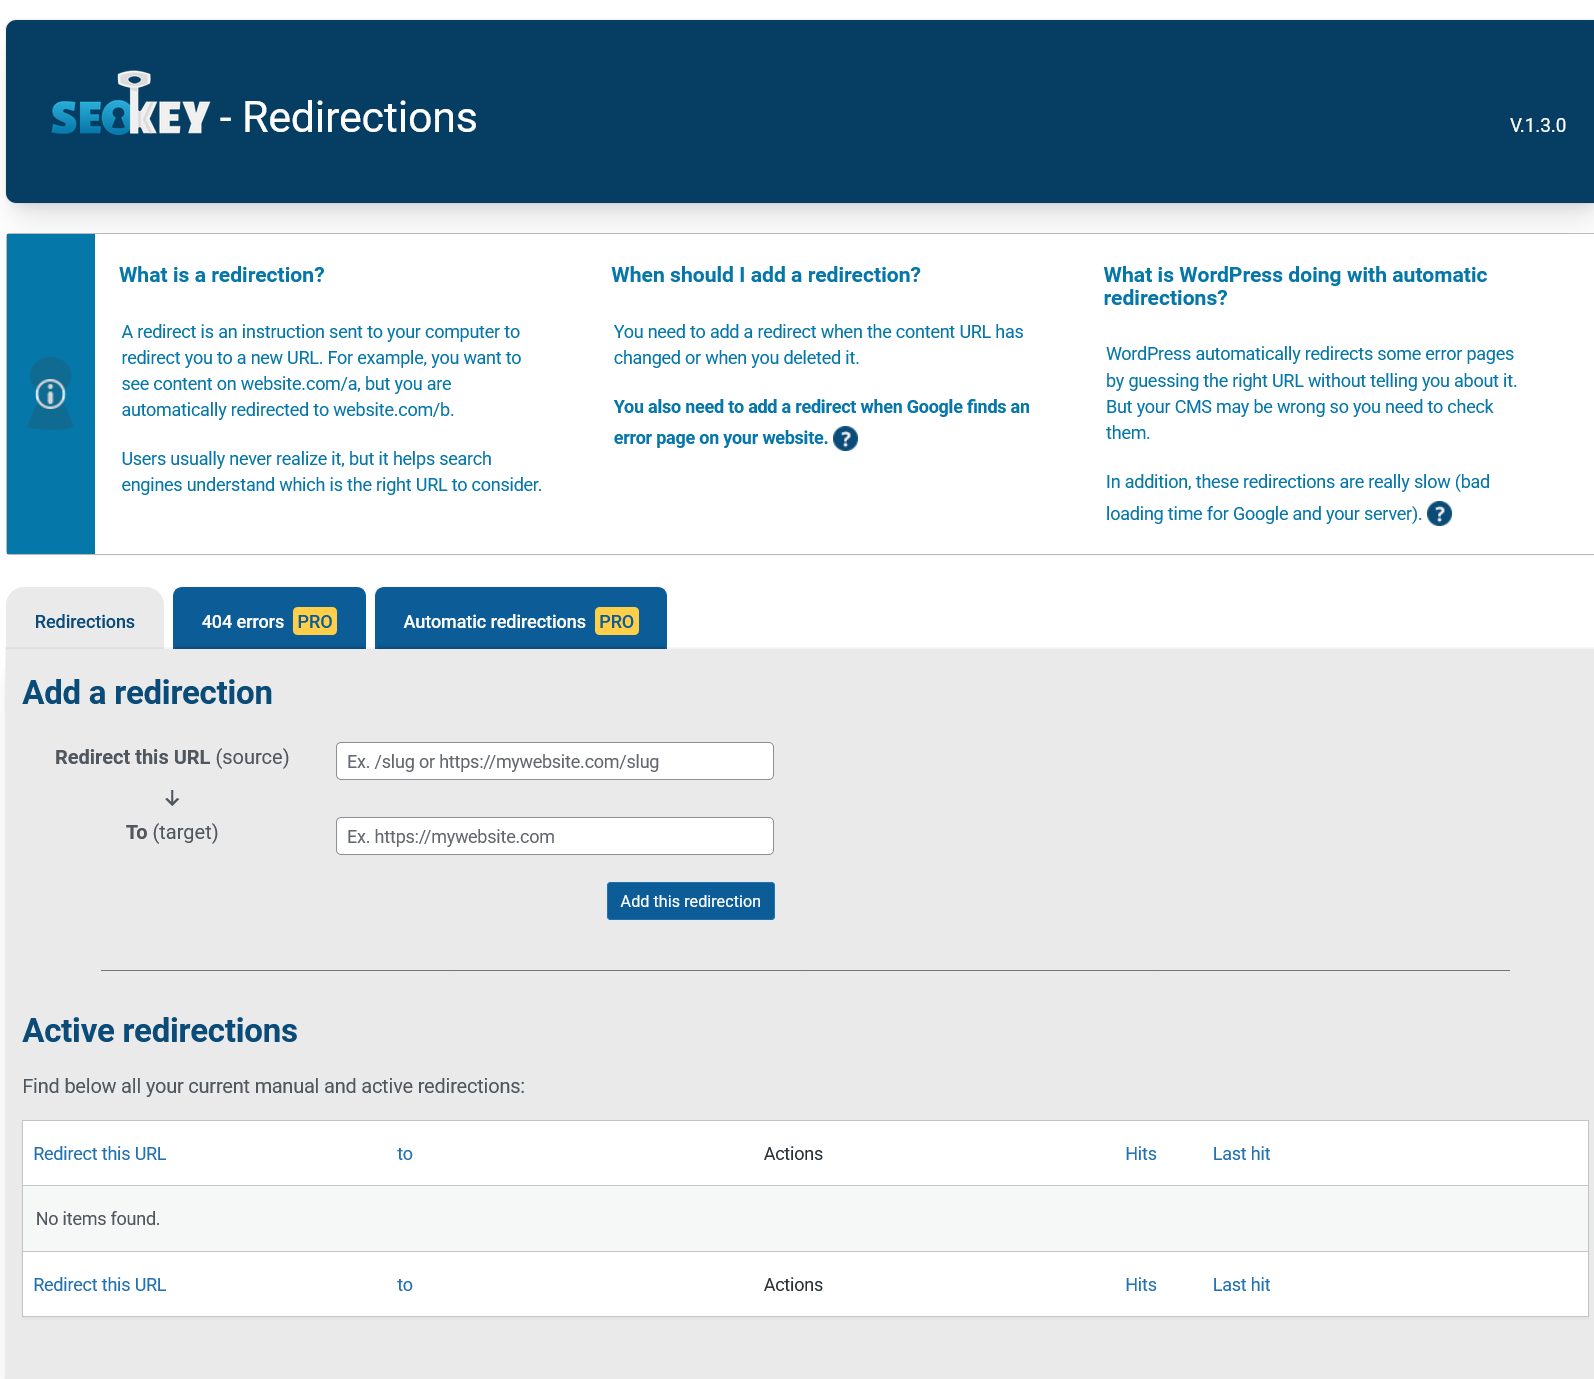 SEOKEY - Redirections
V.1.3.0
What is a redirection?
A redirect is an instruction sent to your computer to
redirect you to a new URL. For example, you want to
see content on website.com/a, but you are
automatically redirected to website.com/b.
Users usually never realize it, but it helps search
engines understand which is the right URL to consider.
When should I add a redirection?
You need to add a redirect when the content URL has
changed or when you deleted it.
You also need to add a redirect when Google finds an
error page on your website. ?
What is WordPress doing with automatic
redirections?
WordPress automatically redirects some error pages
by guessing the right URL without telling you about it.
But your CMS may be wrong so you need to check
them.
In addition, these redirections are really slow (bad
loading time for Google and your server). ?
Redirections
404 errors PRO
Automatic redirections PRO
Add a redirection
Redirect this URL (source)
Ex. /slug or https://mywebsite.com/slug
↓
To (target)
Ex. https://mywebsite.com
Add this redirection
Active redirections
Find below all your current manual and active redirections:
Redirect this URL to Actions Hits Last hit
No items found.
Redirect this URL to Actions Hits Last hit